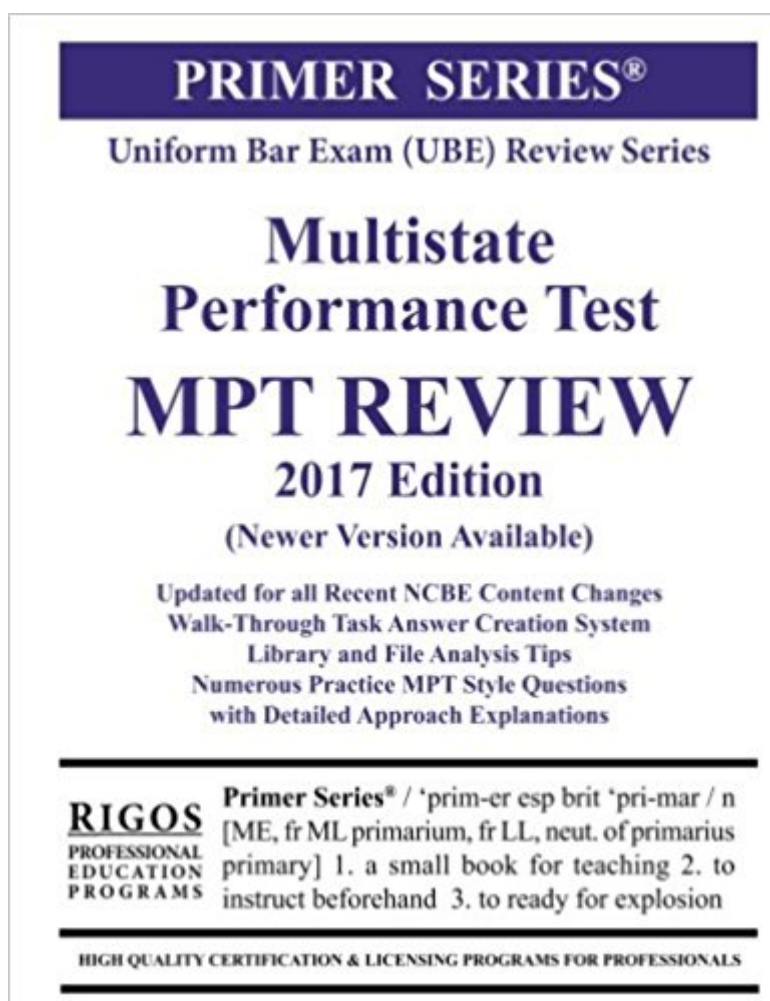 PRIMER SERIES®
Uniform Bar Exam (UBE) Review Series
Multistate
Performance Test
MPT REVIEW
2017 Edition
(Newer Version Available)
Updated for all Recent NCBE Content Changes
Walk-Through Task Answer Creation System
Library and File Analysis Tips
Numerous Practice MPT Style Questions
with Detailed Approach Explanations
RIGOS
PROFESSIONAL
EDUCATION
PROGRAMS
Primer Series® / ‘prim-er esp brit ‘pri-mar / n
[ME, fr ML primarium, fr LL, neut. of primarius
primary] 1. a small book for teaching 2. to
instruct beforehand 3. to ready for explosion
HIGH QUALITY CERTIFICATION & LICENSING PROGRAMS FOR PROFESSIONALS